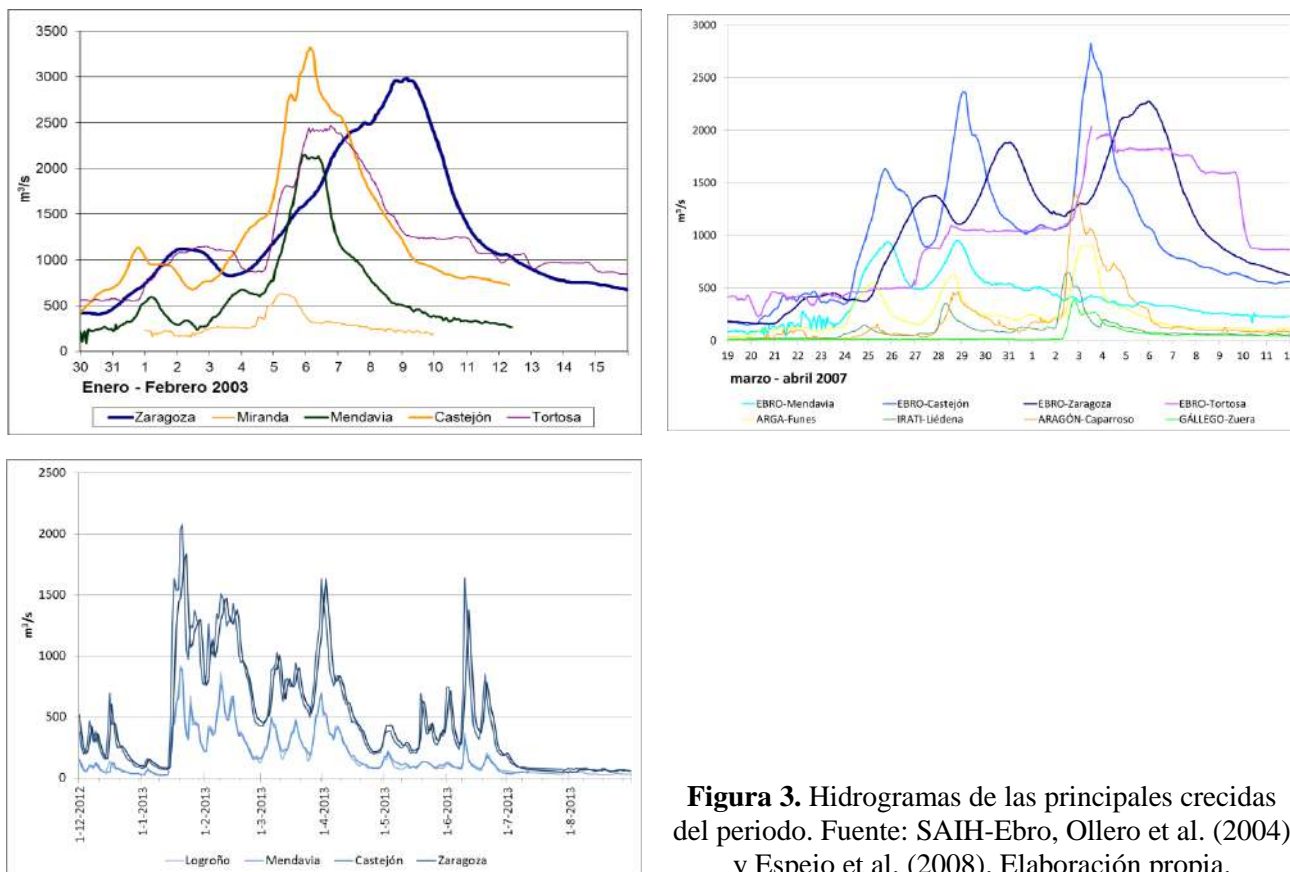 3500
3000
2500
2000
1500
1000
500
0
m³/s
30 31 1 2 3 4 5 6 7 8 9 10 11 12 13 14 15
Enero - Febrero 2003
Zaragoza Miranda Mendavia Castejón Tortosa
3000
2500
2000
1500
1000
500
0
m³/s
19 20 21 22 23 24 25 26 27 28 29 30 31 1 2 3 4 5 6 7 8 9 10 11
marzo - abril 2007
EBRO-Mendavia EBRO-Castejón EBRO-Zaragoza EBRO-Tortosa
ARGA-Funes IRATI-Liédena ARAGÓN-Caparroso GÁLLEGO-Zuera
2500
2000
1500
1000
500
0
m³/s
1-12-2012 1-1-2013 1-2-2013 1-3-2013 1-4-2013 1-5-2013 1-6-2013 1-7-2013 1-8-2013
Logroño Mendavia Castejón Zaragoza
Figura 3. Hidrogramas de las principales crecidas
del periodo. Fuente: SAIH-Ebro, Ollero et al. (2004)
y Espejo et al. (2008). Elaboración propia.